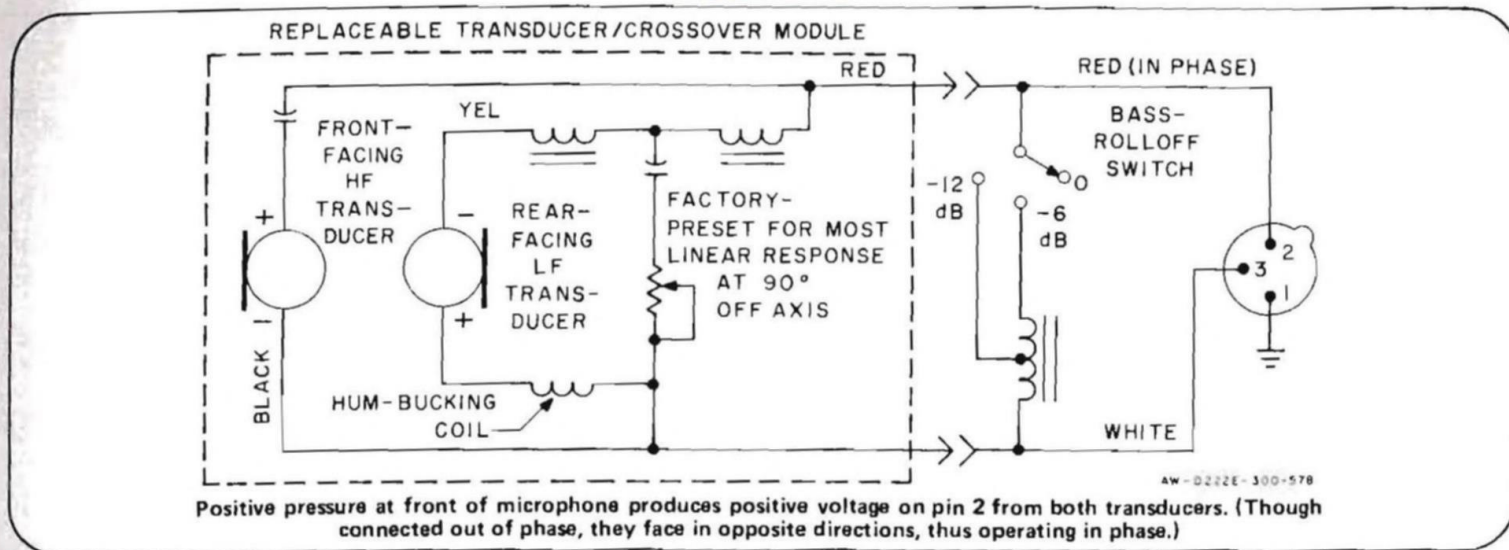 REPLACEABLE TRANSDUCER/CROSSOVER MODULE
RED
RED (IN PHASE)
YEL
FRONT-
FACING
HF
TRANS-
DUCER
+
-
REAR-
FACING
LF
TRANS-
DUCER
-
+
FACTORY-
PRESET FOR MOST
LINEAR RESPONSE
AT 90°
OFF AXIS
BASS-
ROLLOFF
SWITCH
-12
dB
0
-6
dB
2
3
1
BLACK
HUM-BUCKING
COIL
WHITE
AW-D222E-300-578
Positive pressure at front of microphone produces positive voltage on pin 2 from both transducers. (Though
connected out of phase, they face in opposite directions, thus operating in phase.)